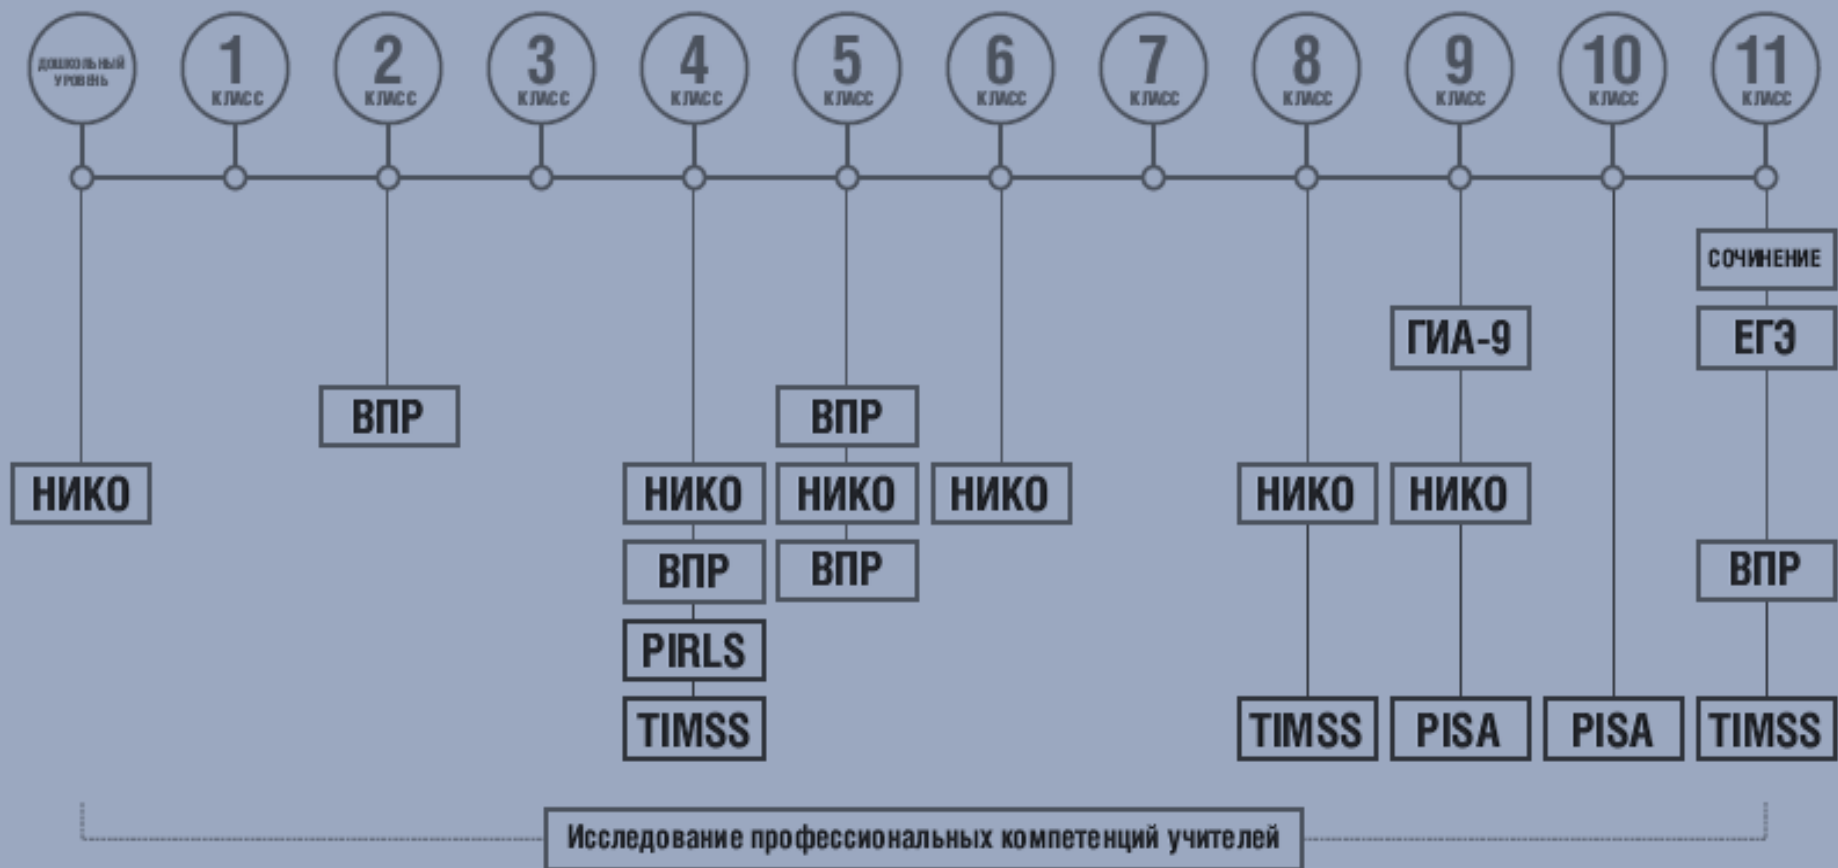 ДОШКОЛЬНЫЙ
УРОВЕНЬ
1
КЛАСС
2
КЛАСС
3
КЛАСС
4
КЛАСС
5
КЛАСС
6
КЛАСС
7
КЛАСС
8
КЛАСС
9
КЛАСС
10
КЛАСС
11
КЛАСС
СОЧИНЕНИЕ
ГИА-9
ЕГЭ
ВПР
ВПР
НИКО
НИКО
НИКО
НИКО
НИКО
НИКО
ВПР
ВПР
ВПР
PIRLS
TIMSS
TIMSS
PISA
PISA
TIMSS
Исследование профессиональных компетенций учителей